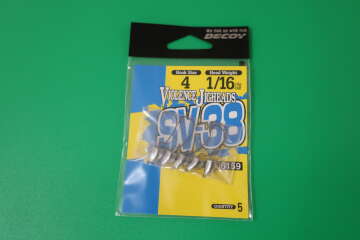 DECOY
Hook Size
Head Weight
4
1/16oz
VIOLENCE JIGHEADS
SV-38
QUANTITY 5